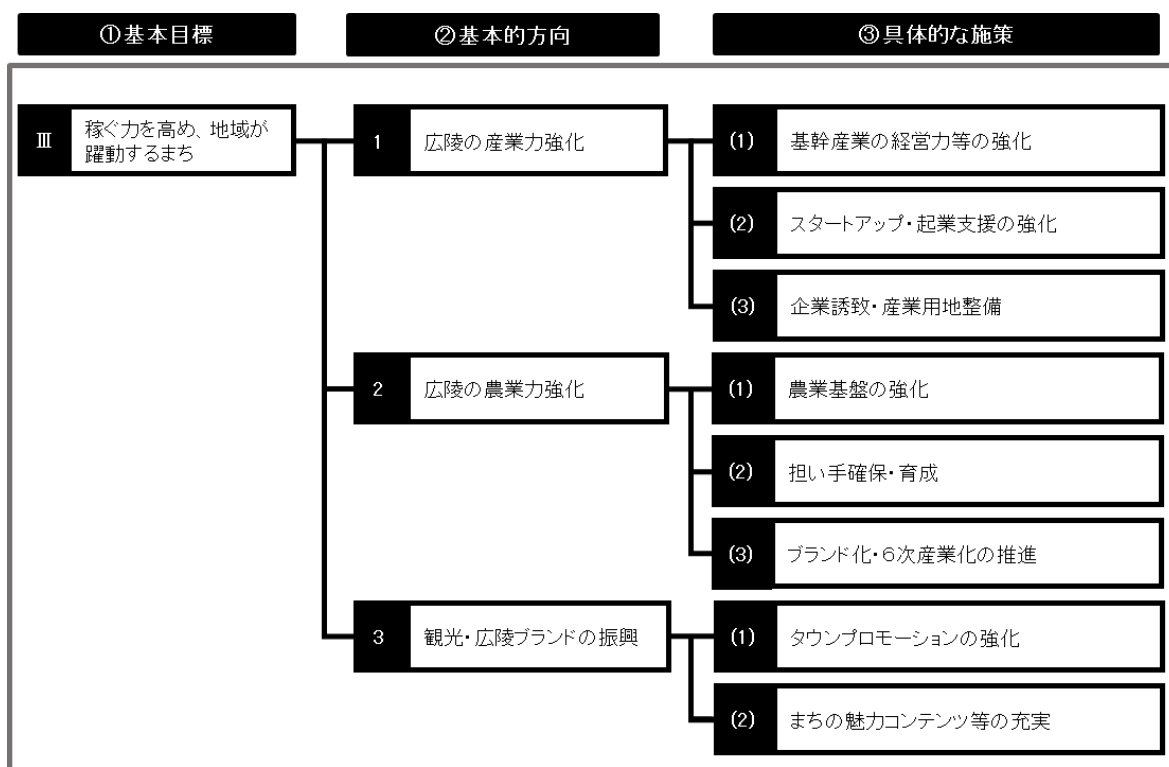 ①基本目標
②基本的方向
③具体的な施策
Ⅲ
稼ぐ力を高め、地域が
躍動するまち
1
広陵の産業力強化
(1)
基幹産業の経営力等の強化
(2)
スタートアップ・起業支援の強化
(3)
企業誘致・産業用地整備
2
広陵の農業力強化
(1)
農業基盤の強化
(2)
担い手確保・育成
(3)
ブランド化・6次産業化の推進
3
観光・広陵ブランドの振興
(1)
タウンプロモーションの強化
(2)
まちの魅力コンテンツ等の充実